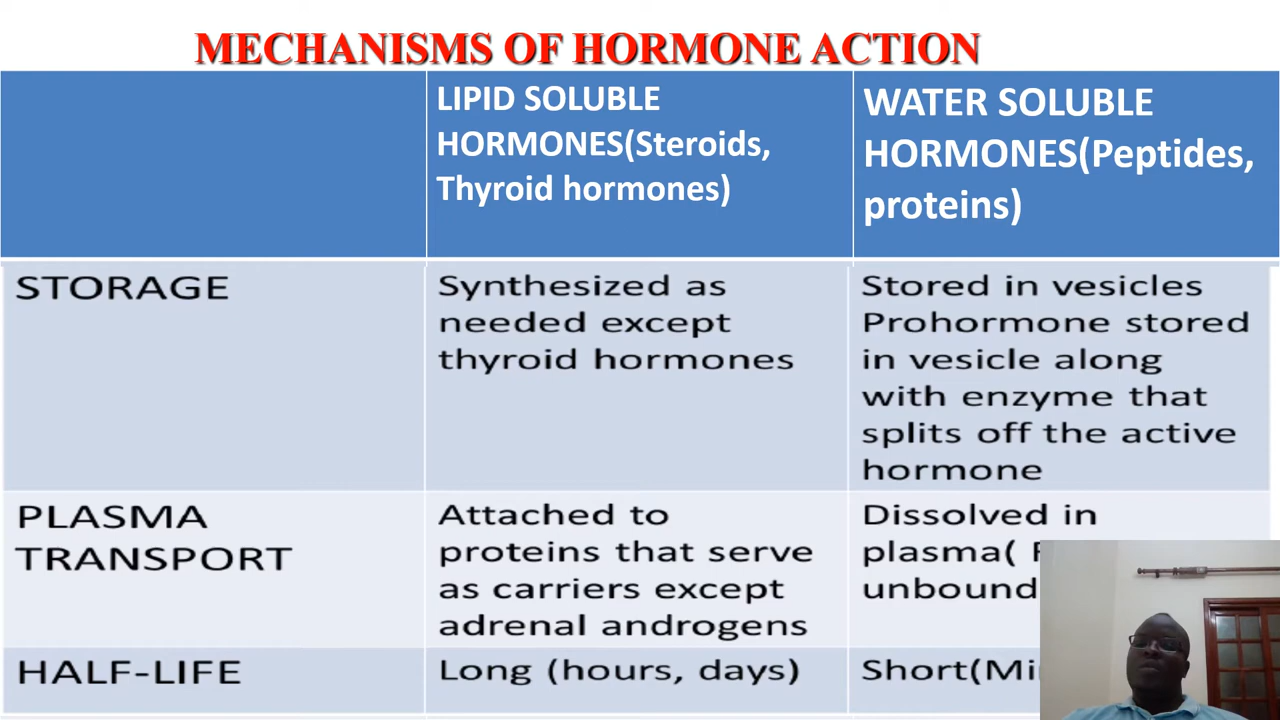 MECHANISMS OF HORMONE ACTION
LIPID SOLUBLE
HORMONES(Steroids,
Thyroid hormones)
WATER SOLUBLE
HORMONES(Peptides,
proteins)
STORAGE
Synthesized as
needed except
thyroid hormones
Stored in vesicles
Prohormone stored
in vesicle along
with enzyme that
splits off the active
hormone
PLASMA
TRANSPORT
Attached to
proteins that serve
as carriers except
adrenal androgens
Dissolved in
plasma(
unbound
HALF-LIFE
Long (hours, days)
Short(